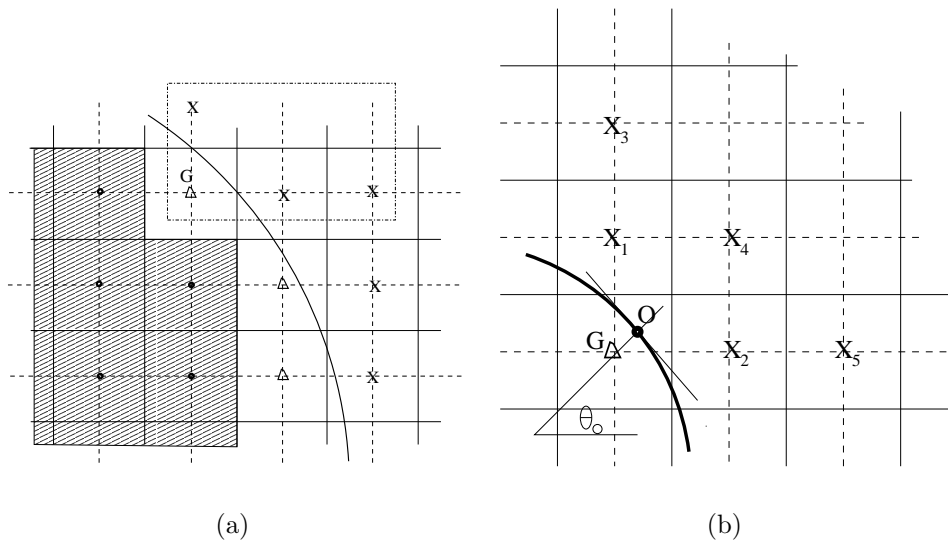 X
G X X
X
X
X₃
X₁ X₄
O
G X₂ X₅
θₒ
(a) (b)